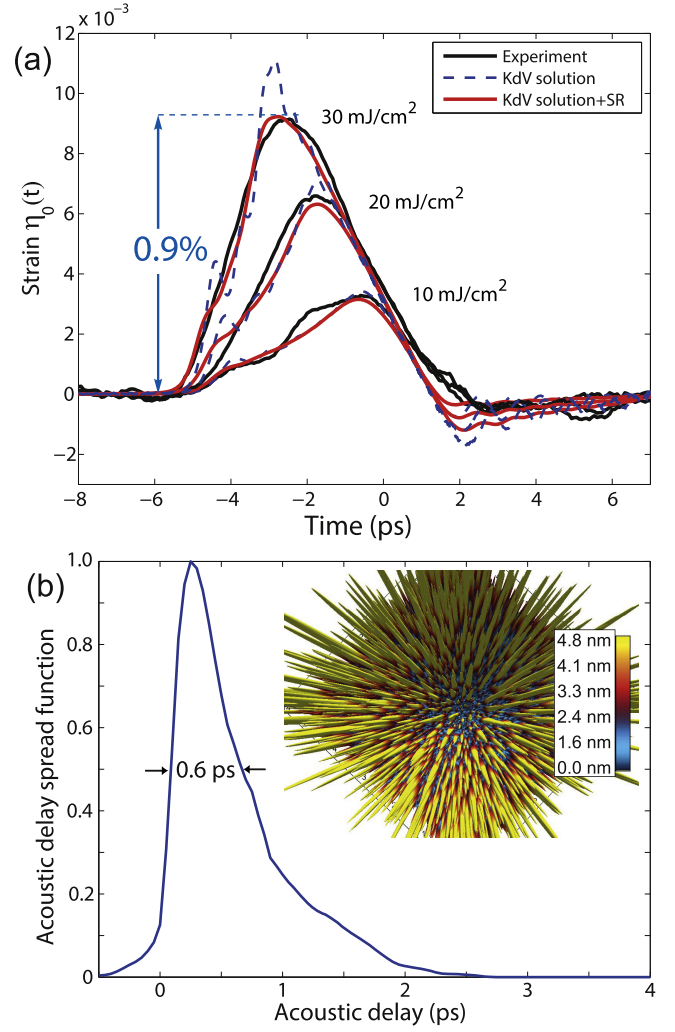 x 10⁻³
(a)
12
10
8
6
4
2
0
−2
Strain η₀(t)
Experiment
KdV solution
KdV solution+SR
30 mJ/cm²
20 mJ/cm²
10 mJ/cm²
0.9%
−8 −6 −4 −2 0 2 4 6
Time (ps)
(b)
1.0
0.8
0.6
0.4
0.2
0
Acoustic delay spread function
0.6 ps
4.8 nm
4.1 nm
3.3 nm
2.4 nm
1.6 nm
0.0 nm
0 1 2 3 4
Acoustic delay (ps)